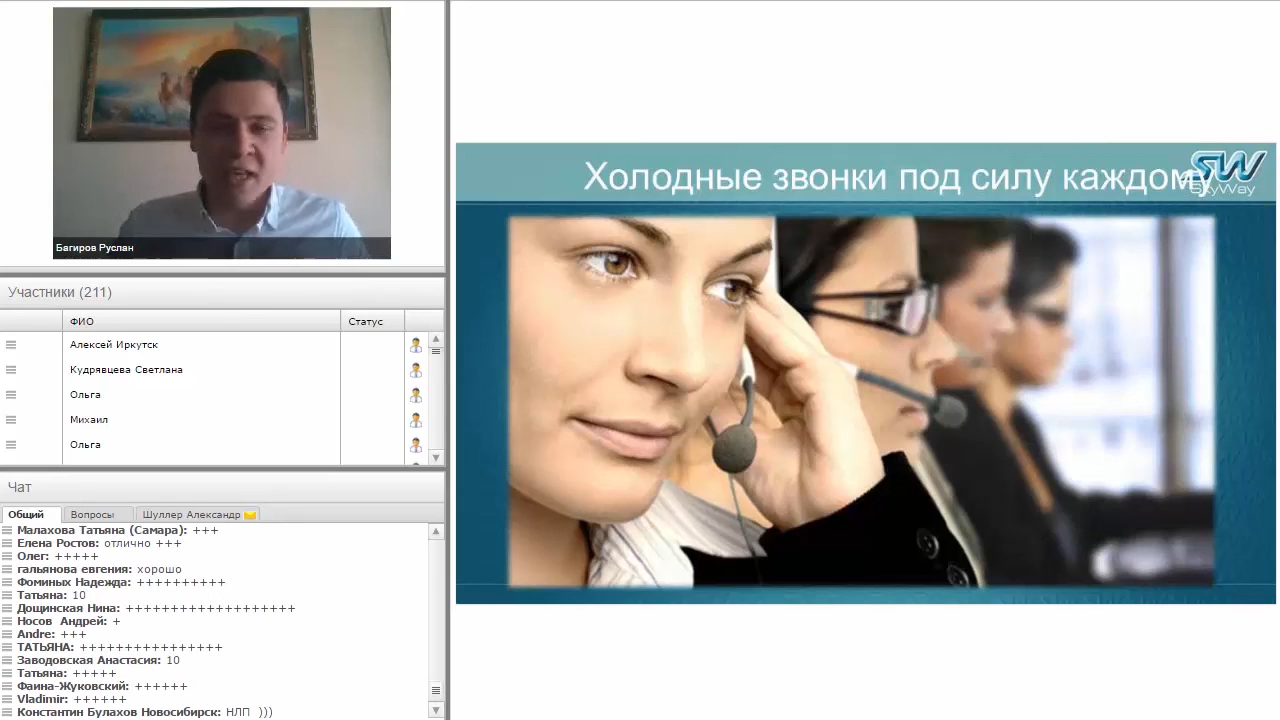 Багиров Руслан
Участники (211)
ФИО
Статус
Алексей Иркутск
Кудрявцева Светлана
Ольга
Михаил
Ольга
Чат
Общий
Вопросы
Шуллер Александр
Малахова Татьяна (Самара): +++
Елена Ростов: отлично +++
Олег: +++++
гальянова евгения: хорошо
Фоминых Надежда: ++++++++++
Татьяна: 10
Дощинская Нина: +++++++++++++++++++
Носов Андрей: +
Andre: +++
ТАТЬЯНА: ++++++++++++++++
Заводовская Анастасия: 10
Татьяна: +++++
Фаина-Жуковский: ++++++
Vladimir: ++++++
Константин Булахов Новосибирск: НЛП )))
Холодные звонки под силу каждому
SW
SkyWay